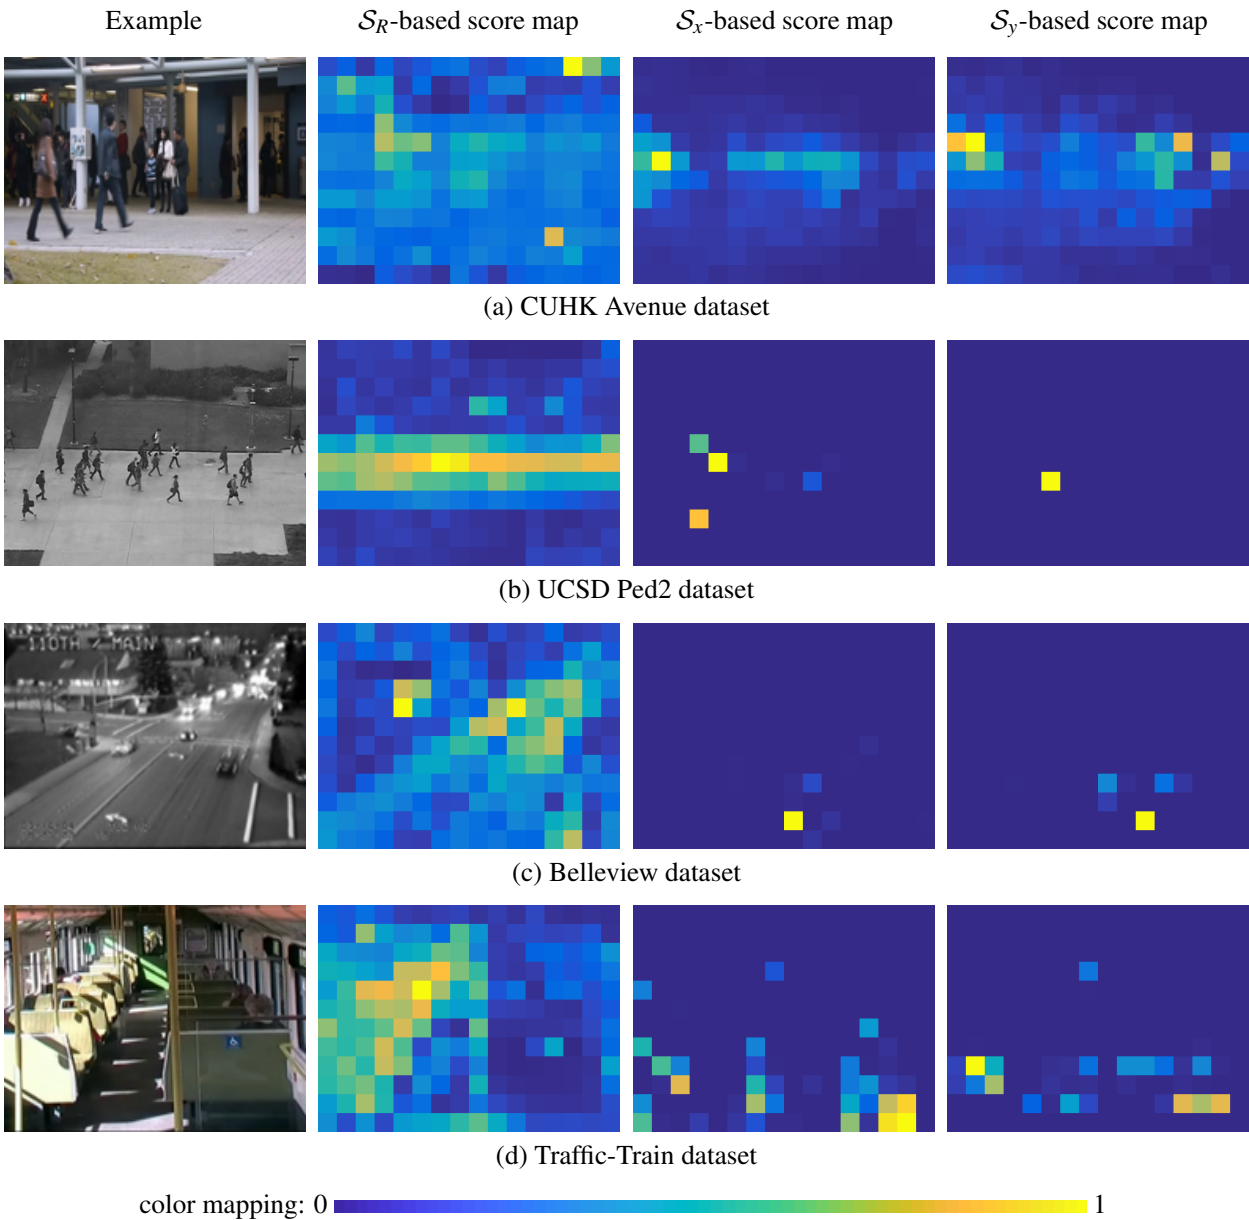 Example
𝒮R-based score map
𝒮x-based score map
𝒮y-based score map
(a) CUHK Avenue dataset
(b) UCSD Ped2 dataset
110TH
MAIN
(c) Belleview dataset
(d) Traffic-Train dataset
color mapping: 0 1